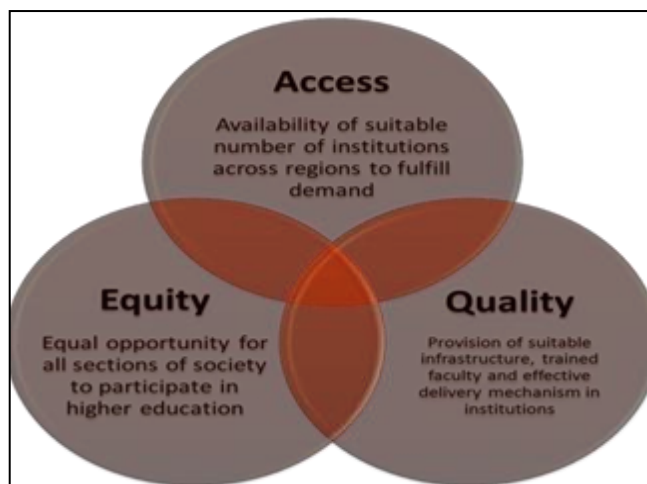 Access
Availability of suitable
number of institutions
across regions to fulfill
demand
Equity
Equal opportunity for
all sections of society
to participate in
higher education
Quality
Provision of suitable
infrastructure, trained
faculty and effective
delivery mechanism in
institutions